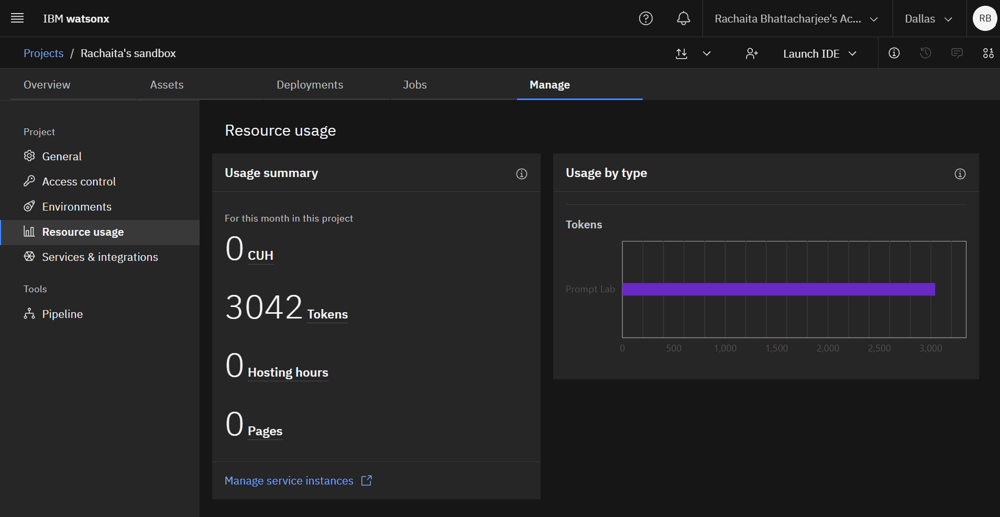 IBM watsonx
Rachaita Bhattacharjee's Ac...
Dallas
RB
Projects / Rachaita's sandbox
Launch IDE
Overview
Assets
Deployments
Jobs
Manage
Project
General
Access control
Environments
Resource usage
Services & integrations
Tools
Pipeline
Resource usage
Usage summary
For this month in this project
0 CUH
3042 Tokens
0 Hosting hours
0 Pages
Manage service instances
Usage by type
Tokens
Prompt Lab
0 500 1,000 1,500 2,000 2,500 3,000